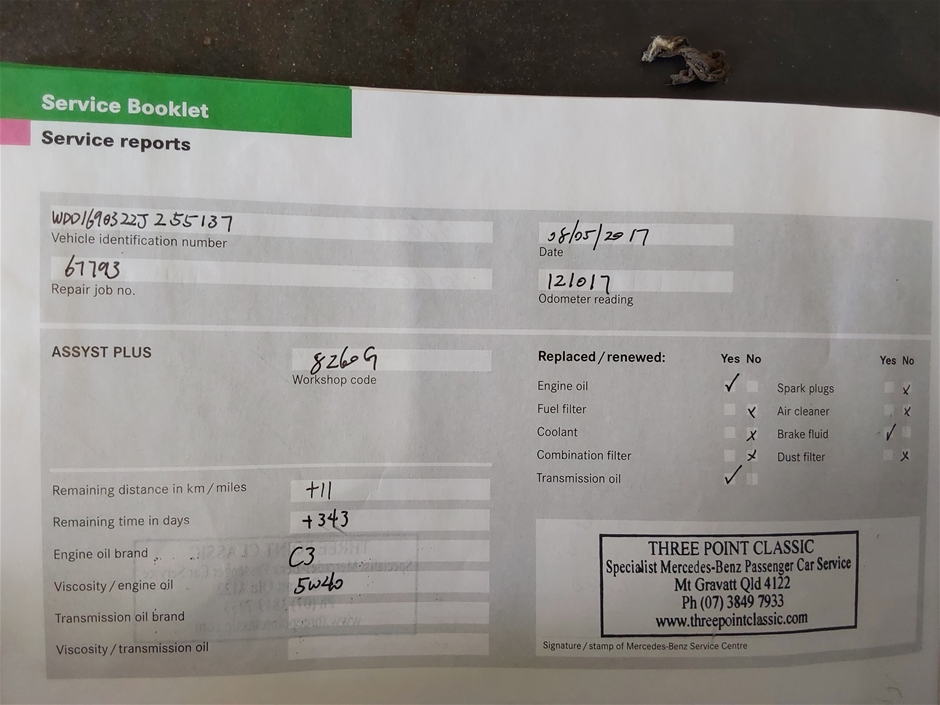 Service Booklet
Service reports
WDD1690322J255137
Vehicle identification number
08/05/2017
Date
67793
Repair job no.
121017
Odometer reading
ASSYST PLUS
8260G
Workshop code
Replaced/renewed: Yes No Yes No
Engine oil ✓ Spark plugs x
Fuel filter x Air cleaner x
Coolant x Brake fluid ✓
Combination filter x Dust filter x
Transmission oil ✓
Remaining distance in km/miles +11
Remaining time in days +343
Engine oil brand C3
Viscosity/engine oil 5W40
Transmission oil brand
Viscosity/transmission oil
THREE POINT CLASSIC
Specialist Mercedes-Benz Passenger Car Service
Mt Gravatt Qld 4122
Ph (07) 3849 7933
www.threepointclassic.com
Signature/stamp of Mercedes-Benz Service Centre